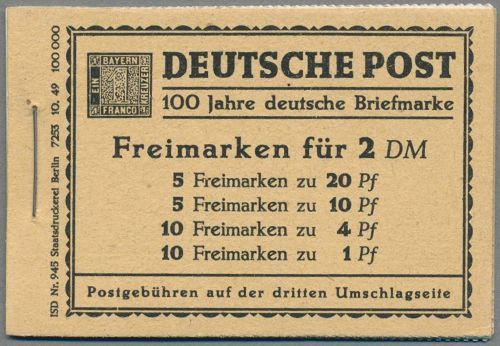 ISD Nr. 945 Staatsdruckerei Berlin 7255 10. 49 100 000
BAYERN
EIN
1
KREUZER
FRANCO
DEUTSCHE POST
100 Jahre deutsche Briefmarke
Freimarken für 2 DM
5 Freimarken zu 20 Pf
5 Freimarken zu 10 Pf
10 Freimarken zu 4 Pf
10 Freimarken zu 1 Pf
Postgebühren auf der dritten Umschlagseite